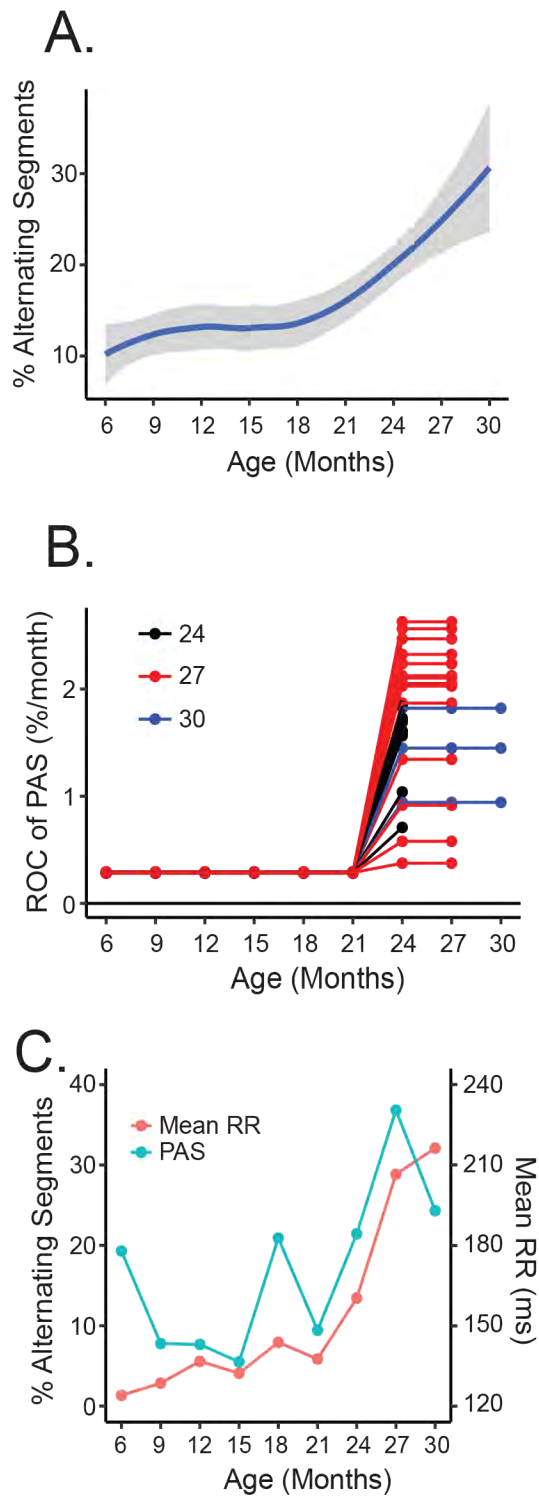 A.
% Alternating Segments
30
20
10
6 9 12 15 18 21 24 27 30
Age (Months)
B.
ROC of PAS (%/month)
24
27
30
2
1
0
6 9 12 15 18 21 24 27 30
Age (Months)
C.
% Alternating Segments
40
30
20
10
0
Mean RR
PAS
240
210
180
150
120
Mean RR (ms)
6 9 12 15 18 21 24 27 30
Age (Months)